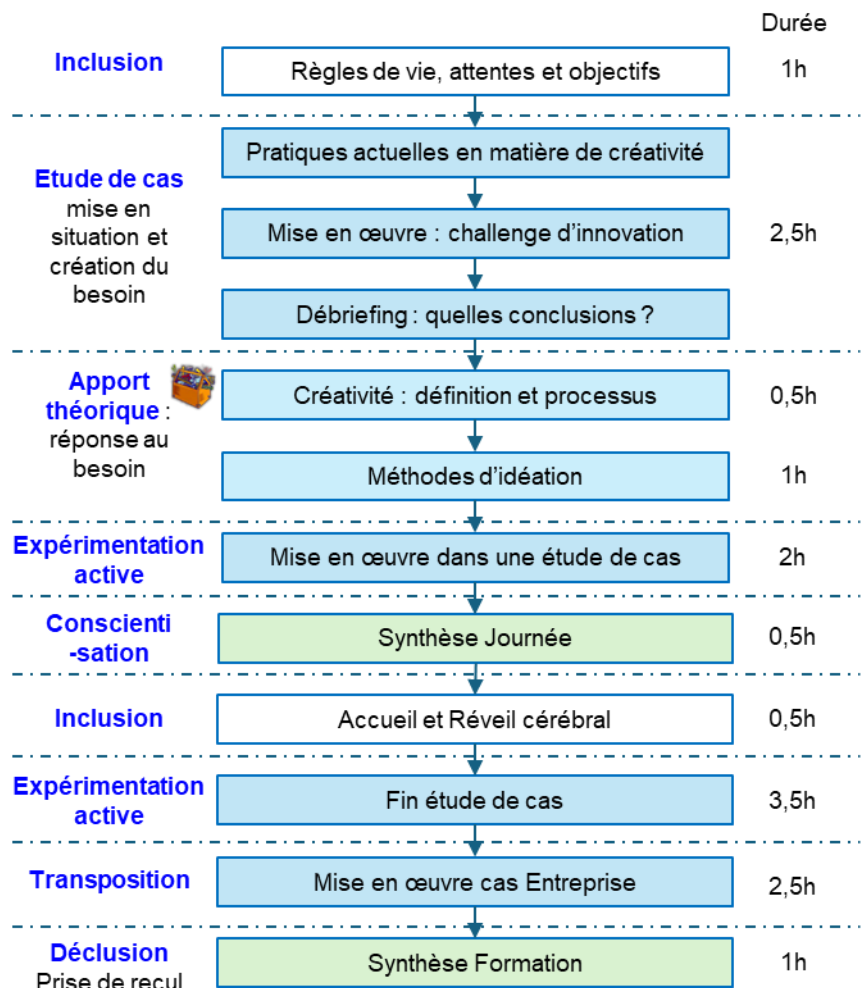 Durée
Inclusion
Règles de vie, attentes et objectifs
1h
Pratiques actuelles en matière de créativité
Etude de cas
mise en
situation et
création du
besoin
Mise en œuvre : challenge d'innovation
2,5h
Débriefing : quelles conclusions ?
Apport
théorique :
réponse au
besoin
Créativité : définition et processus
0,5h
Méthodes d'idéation
1h
Expérimentation
active
Mise en œuvre dans une étude de cas
2h
Conscienti
-sation
Synthèse Journée
0,5h
Inclusion
Accueil et Réveil cérébral
0,5h
Expérimentation
active
Fin étude de cas
3,5h
Transposition
Mise en œuvre cas Entreprise
2,5h
Déclusion
Prise de recul
Synthèse Formation
1h